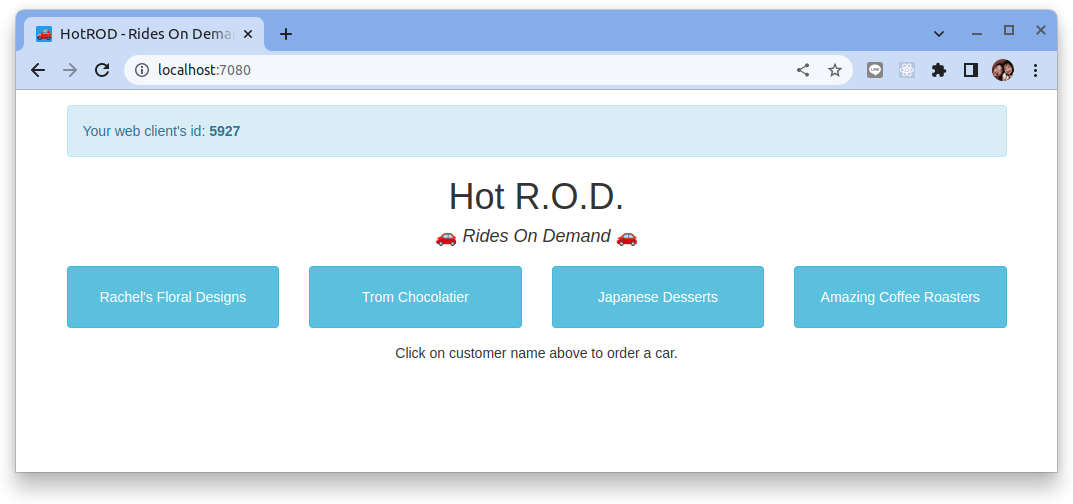 HotROD - Rides On Dema
localhost:7080
Your web client's id: 5927
Hot R.O.D.
Rides On Demand
Rachel's Floral Designs
Trom Chocolatier
Japanese Desserts
Amazing Coffee Roasters
Click on customer name above to order a car.